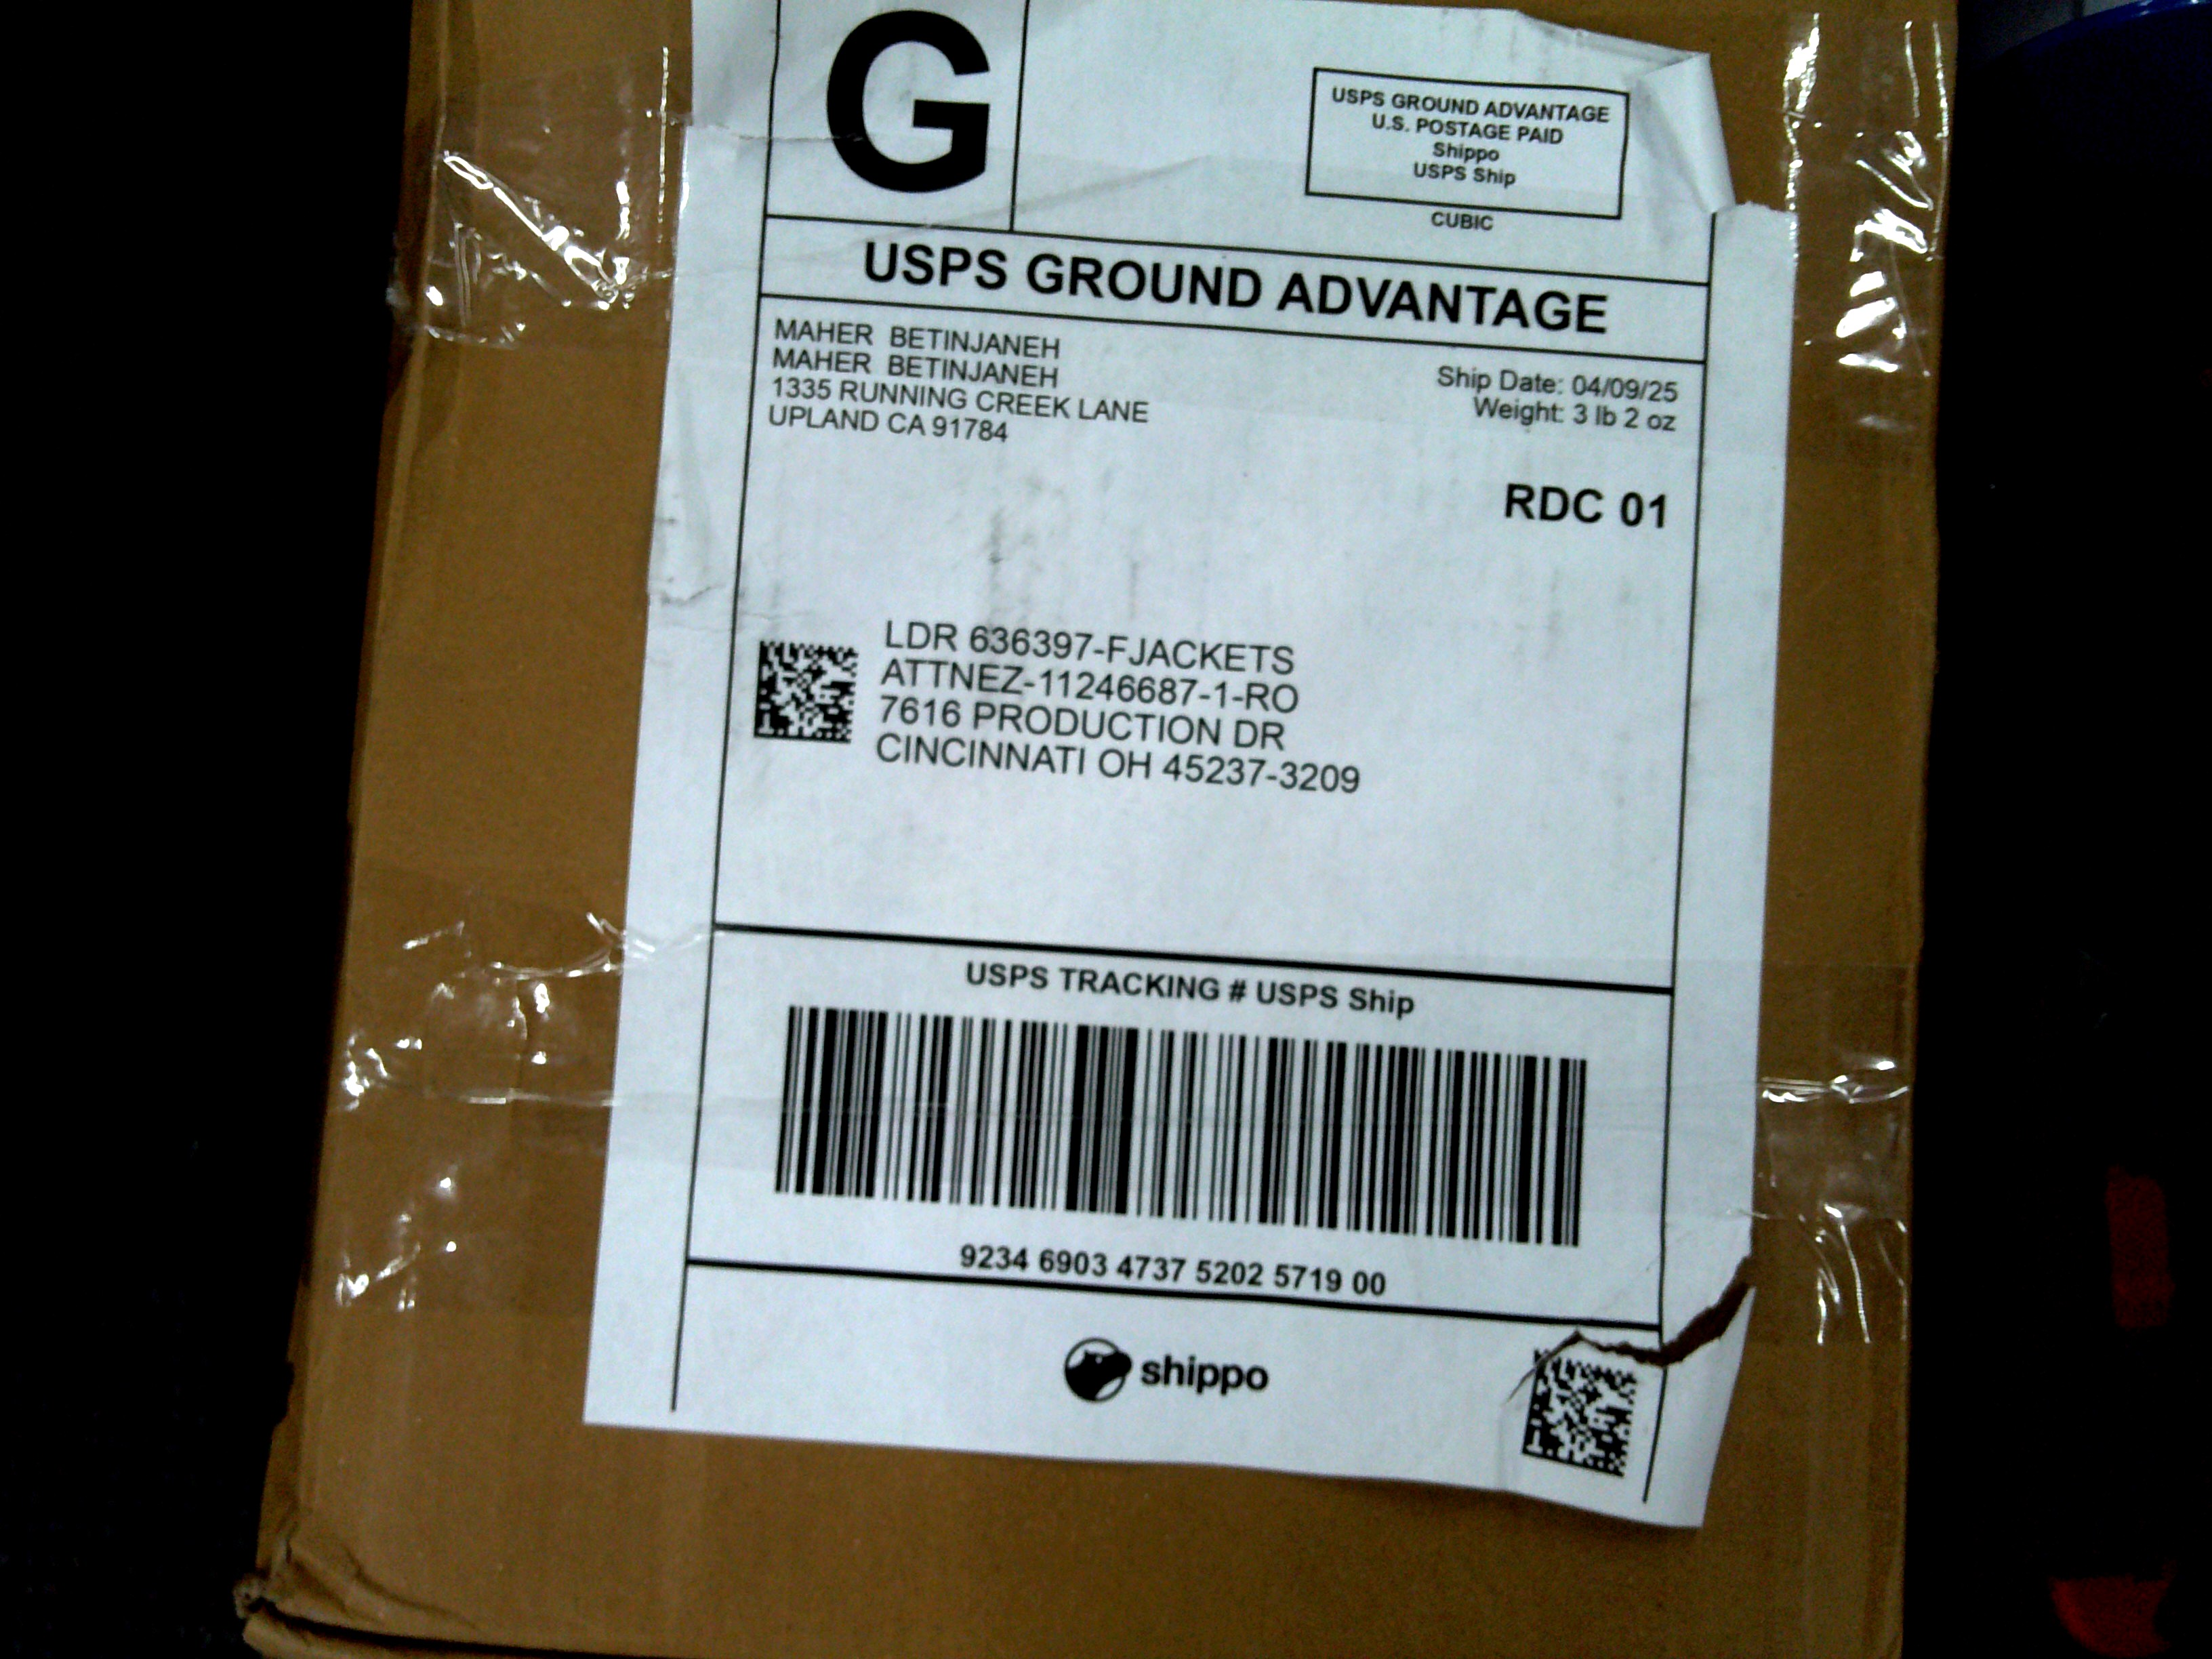 G
USPS GROUND ADVANTAGE
U.S. POSTAGE PAID
Shippo
USPS Ship
CUBIC
USPS GROUND ADVANTAGE
MAHER BETINJANEH
MAHER BETINJANEH
1335 RUNNING CREEK LANE
UPLAND CA 91784
Ship Date: 04/09/25
Weight: 3 lb 2 oz
RDC 01
LDR 636397-FJACKETS
ATTNEZ-11246687-1-RO
7616 PRODUCTION DR
CINCINNATI OH 45237-3209
USPS TRACKING # USPS Ship
9234 6903 4737 5202 5719 00
shippo